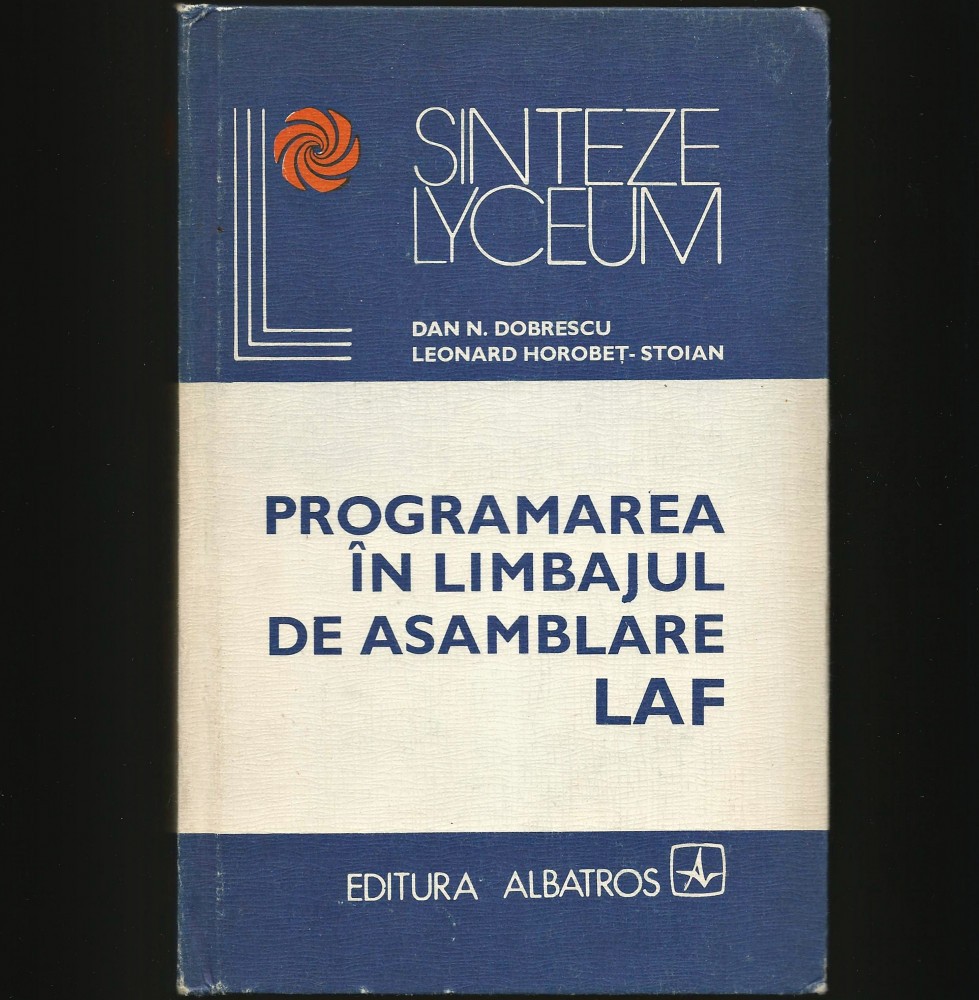 SINTEZE
LYCEUM
DAN N. DOBRESCU
LEONARD HOROBEȚ-STOIAN
PROGRAMAREA
ÎN LIMBAJUL
DE ASAMBLARE
LAF
EDITURA ALBATROS